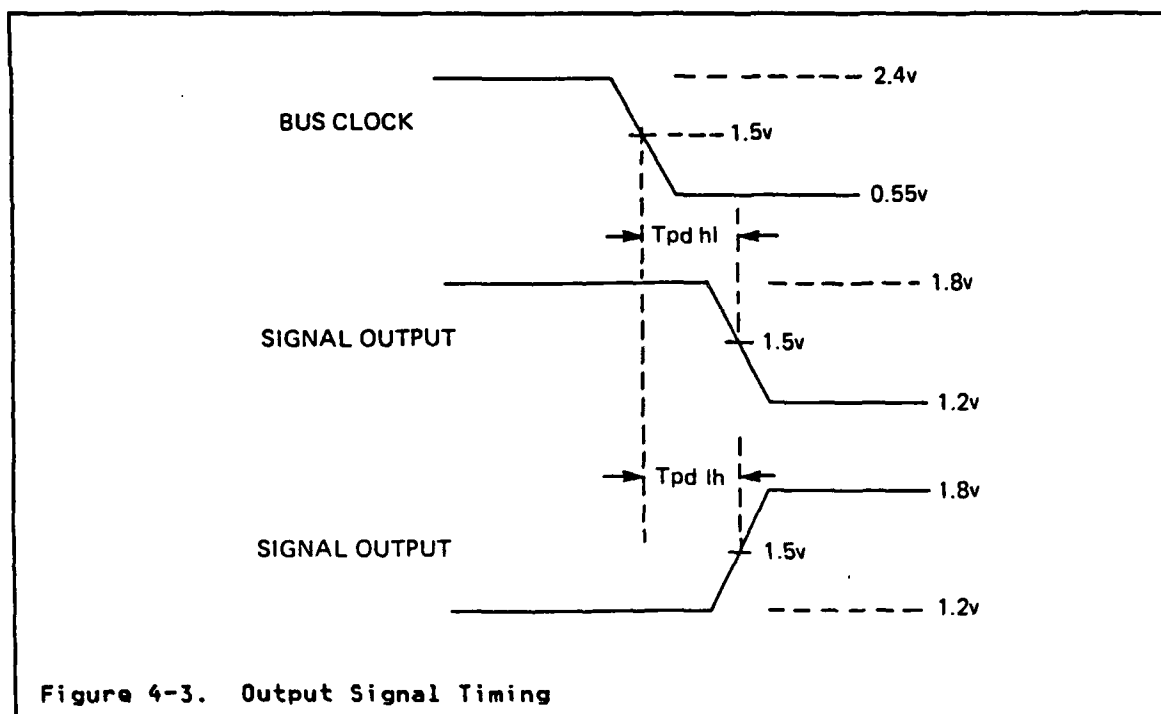 2.4v
BUS CLOCK
1.5v
0.55v
Tpd hl
1.8v
SIGNAL OUTPUT
1.5v
1.2v
Tpd lh
1.8v
SIGNAL OUTPUT
1.5v
1.2v
Figure 4-3. Output Signal Timing